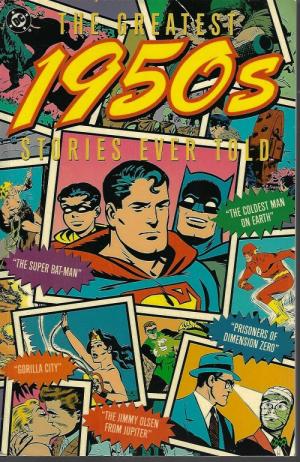 DC
THE GREATEST
1950s
STORIES EVER TOLD
"THE COLDEST MAN
ON EARTH"
"THE SUPER BAT-MAN"
"PRISONERS OF
DIMENSION ZERO"
"GORILLA CITY"
"THE JIMMY OLSEN
FROM JUPITER"